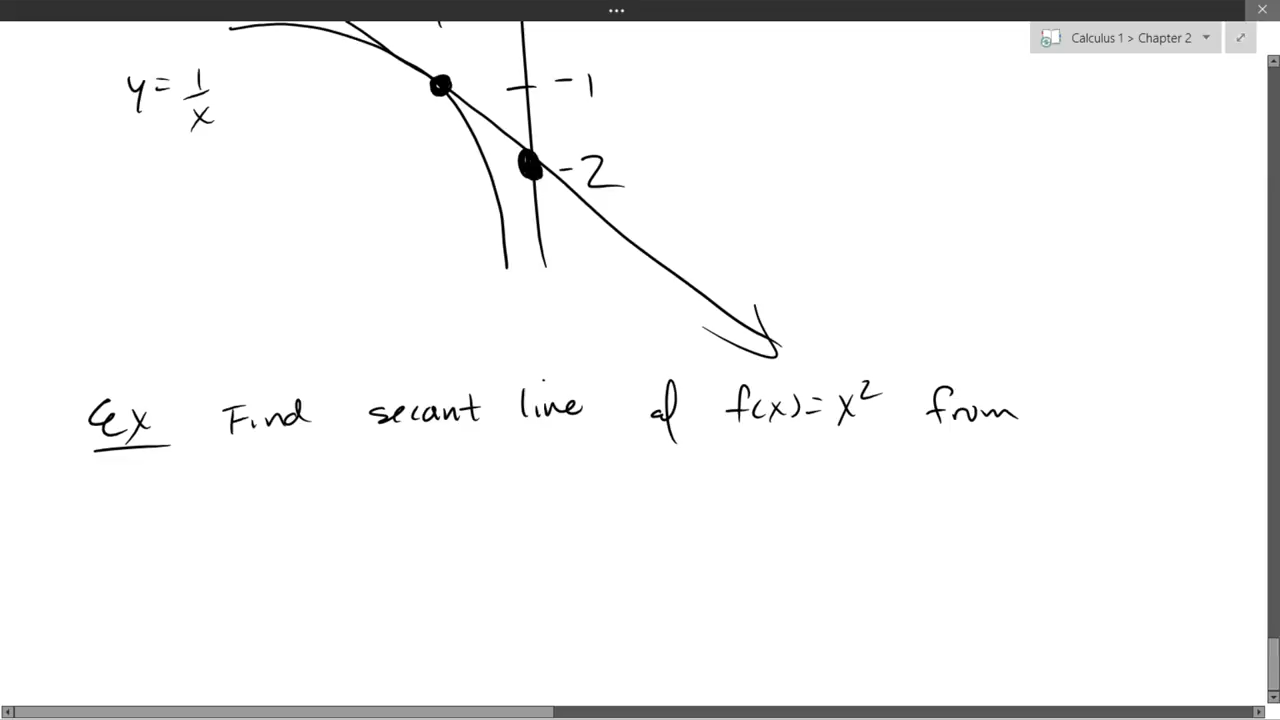 Calculus 1 > Chapter 2
y = 1/x
-1
-2
Ex Find secant line of f(x) = x² from